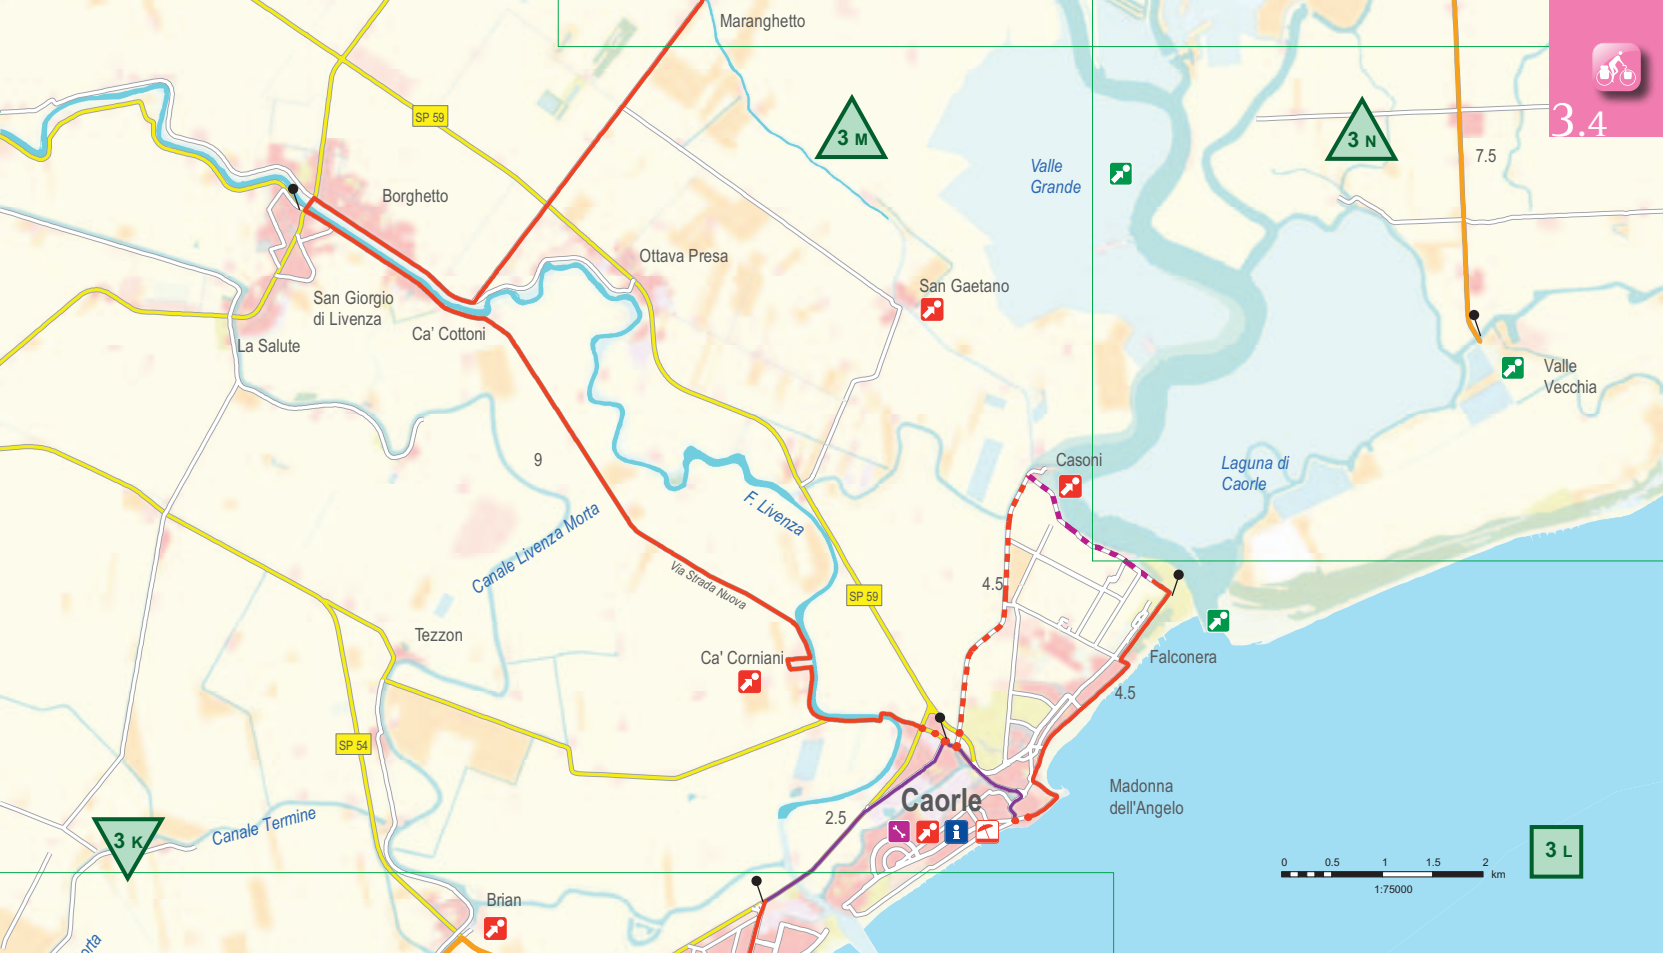 Maranghetto
3.4
SP 59
3 M
3 N
7.5
Valle
Grande
Borghetto
Ottava Presa
San Gaetano
San Giorgio
di Livenza
Ca' Cottoni
La Salute
Valle
Vecchia
9
Casoni
Laguna di
Caorle
F. Livenza
Canale Livenza Morta
Via Strada Nuova
4.5
SP 59
Tezzon
Ca' Corniani
Falconera
4.5
SP 54
Madonna
dell'Angelo
Caorle
2.5
Canale Termine
3 K
3 L
0 0.5 1 1.5 2
km
1:75000
Brian
orta